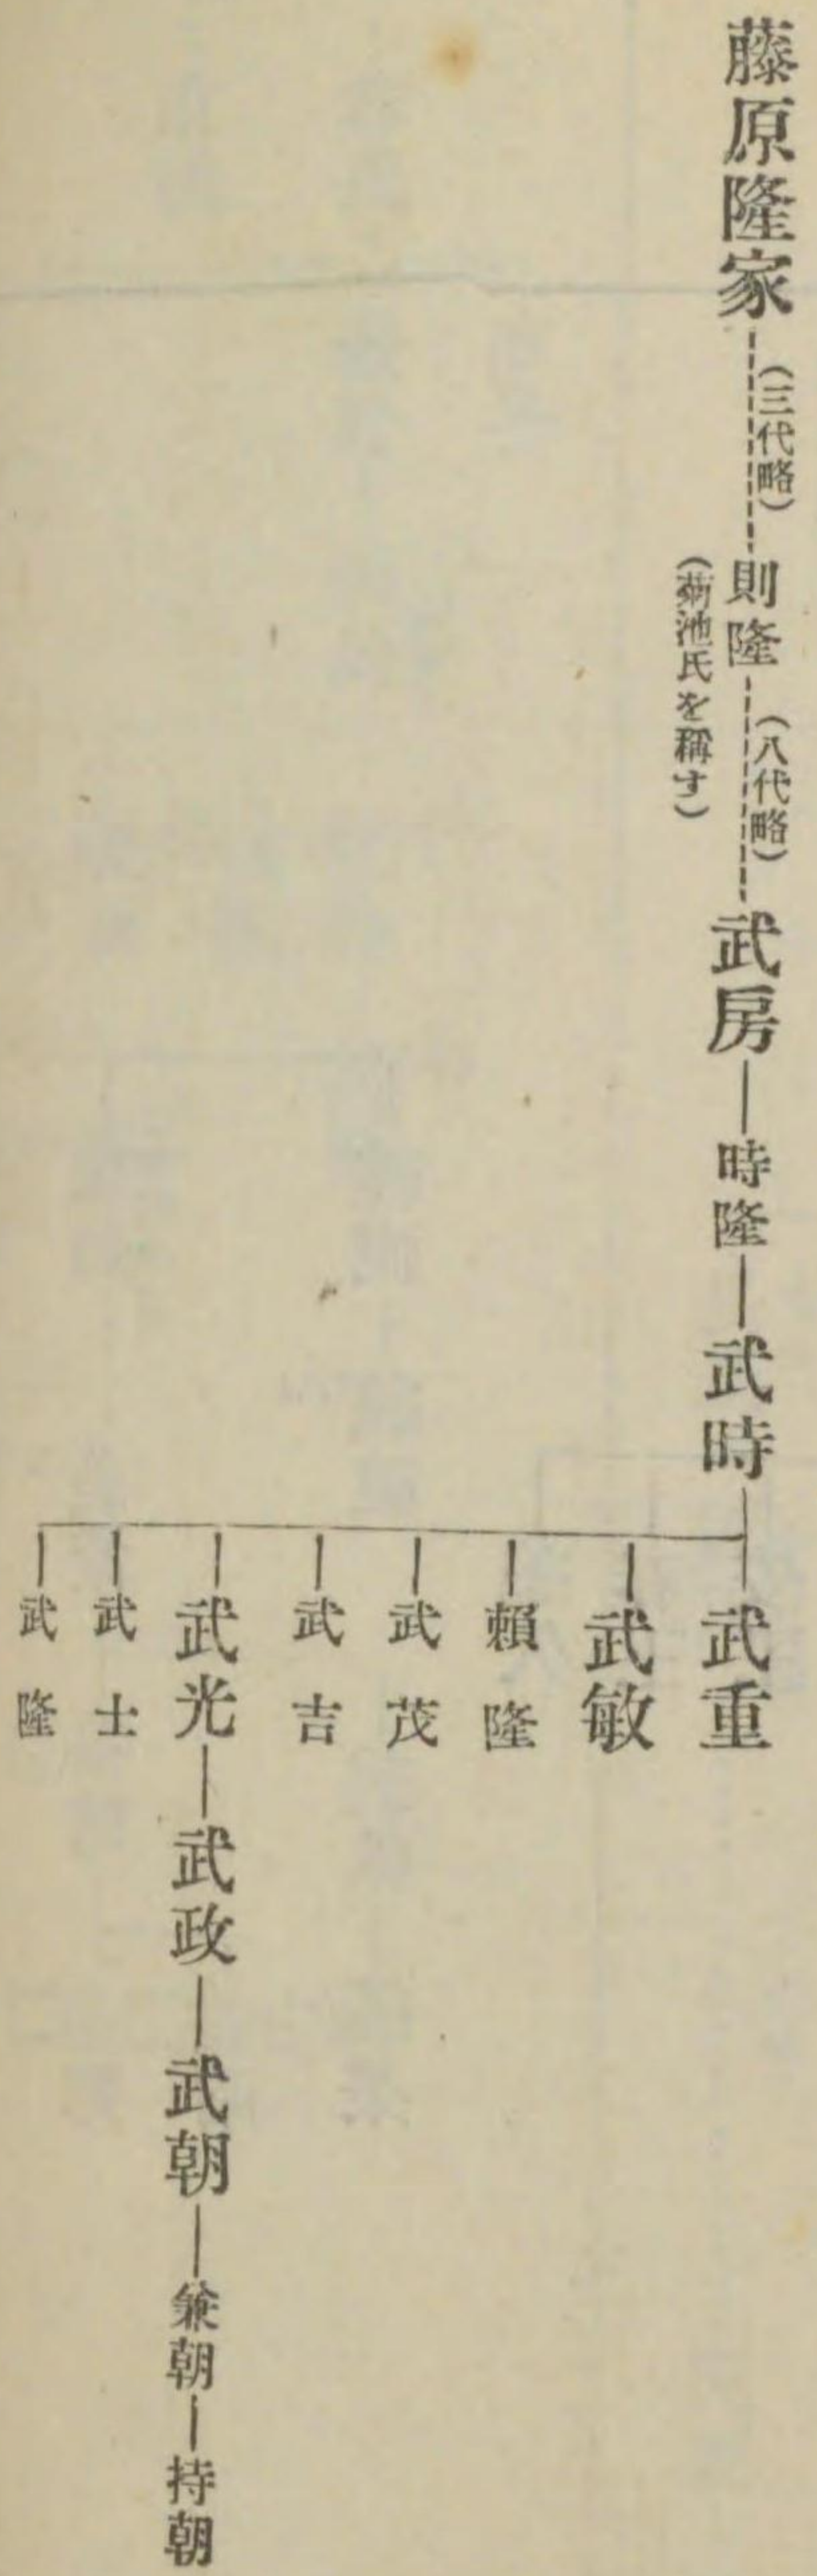 藤原隆家
(三代略)
則隆
(菊池氏を稱す)
(八代略)
武房
時隆
武時
武重
武敏
賴隆
武茂
武吉
武光
武政
武朝
兼朝
持朝
武士
武隆